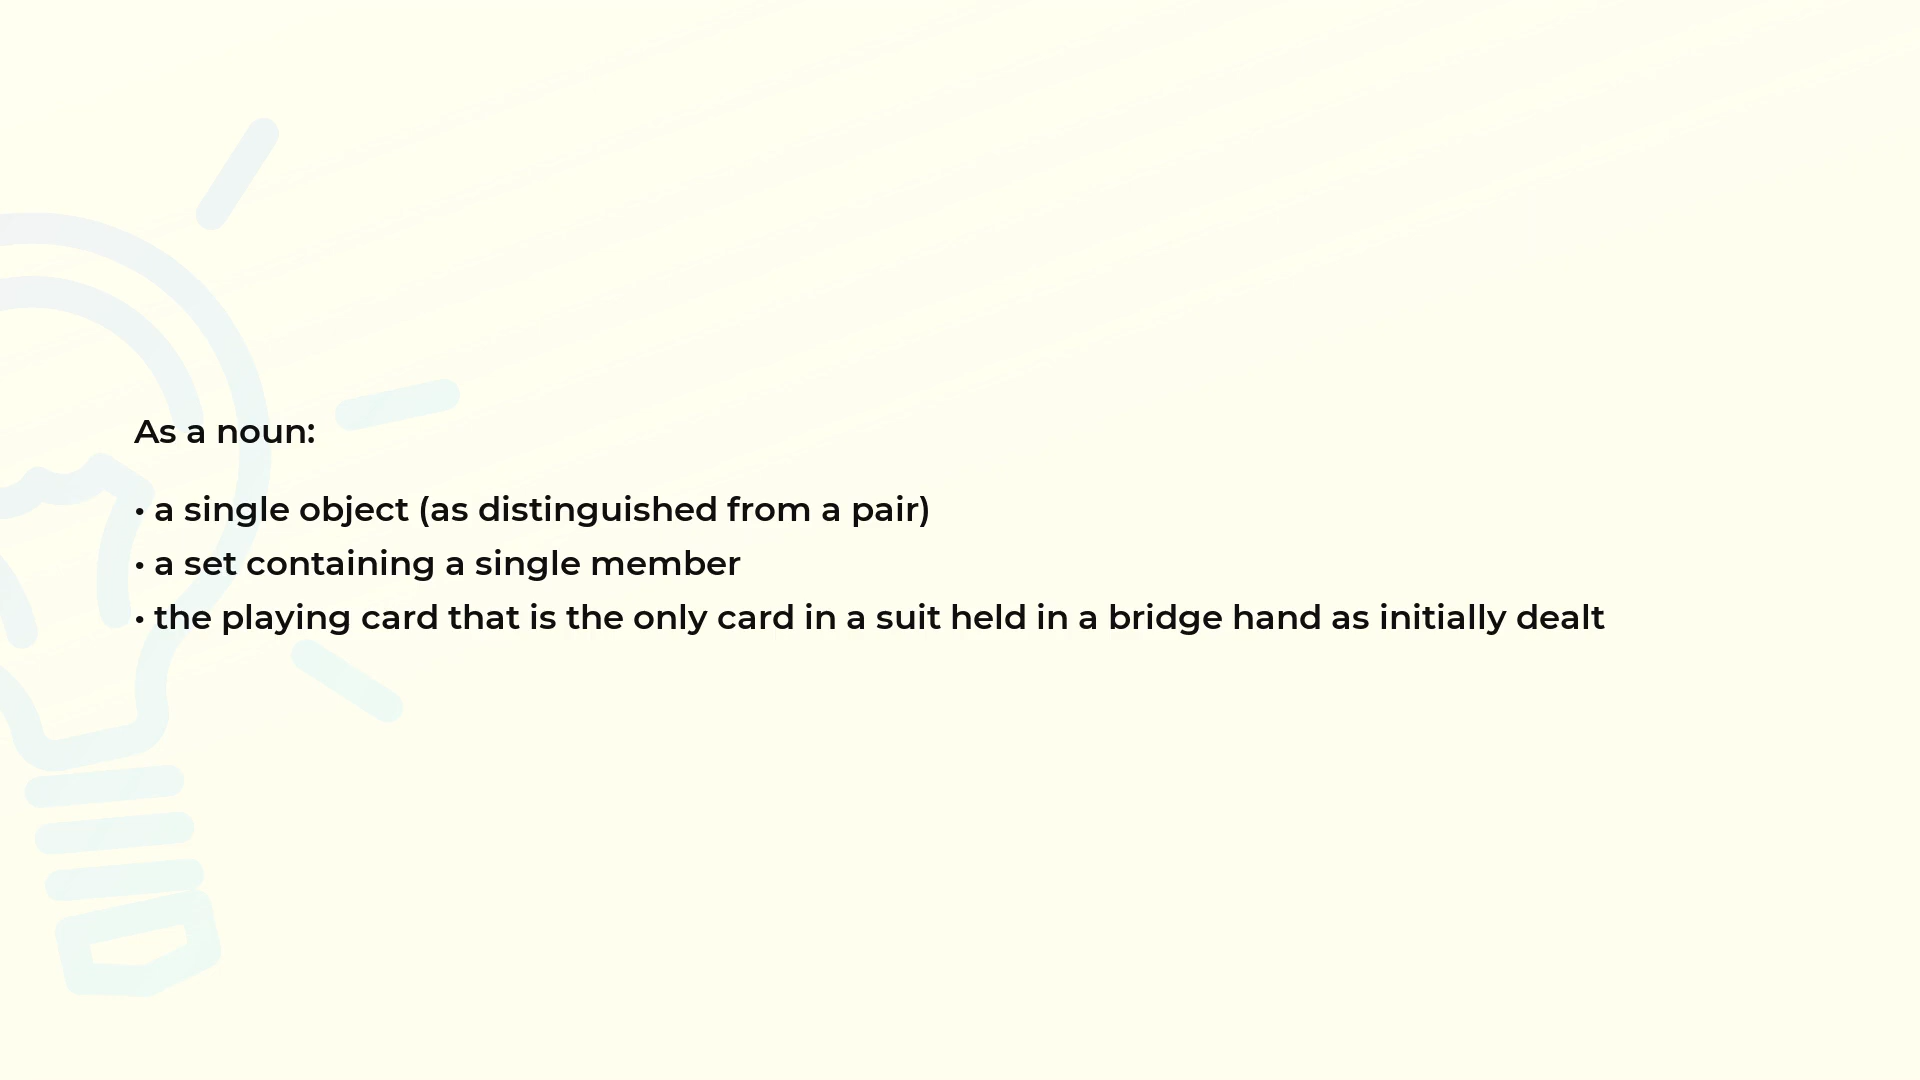 As a noun:
• a single object (as distinguished from a pair)
• a set containing a single member
• the playing card that is the only card in a suit held in a bridge hand as initially dealt